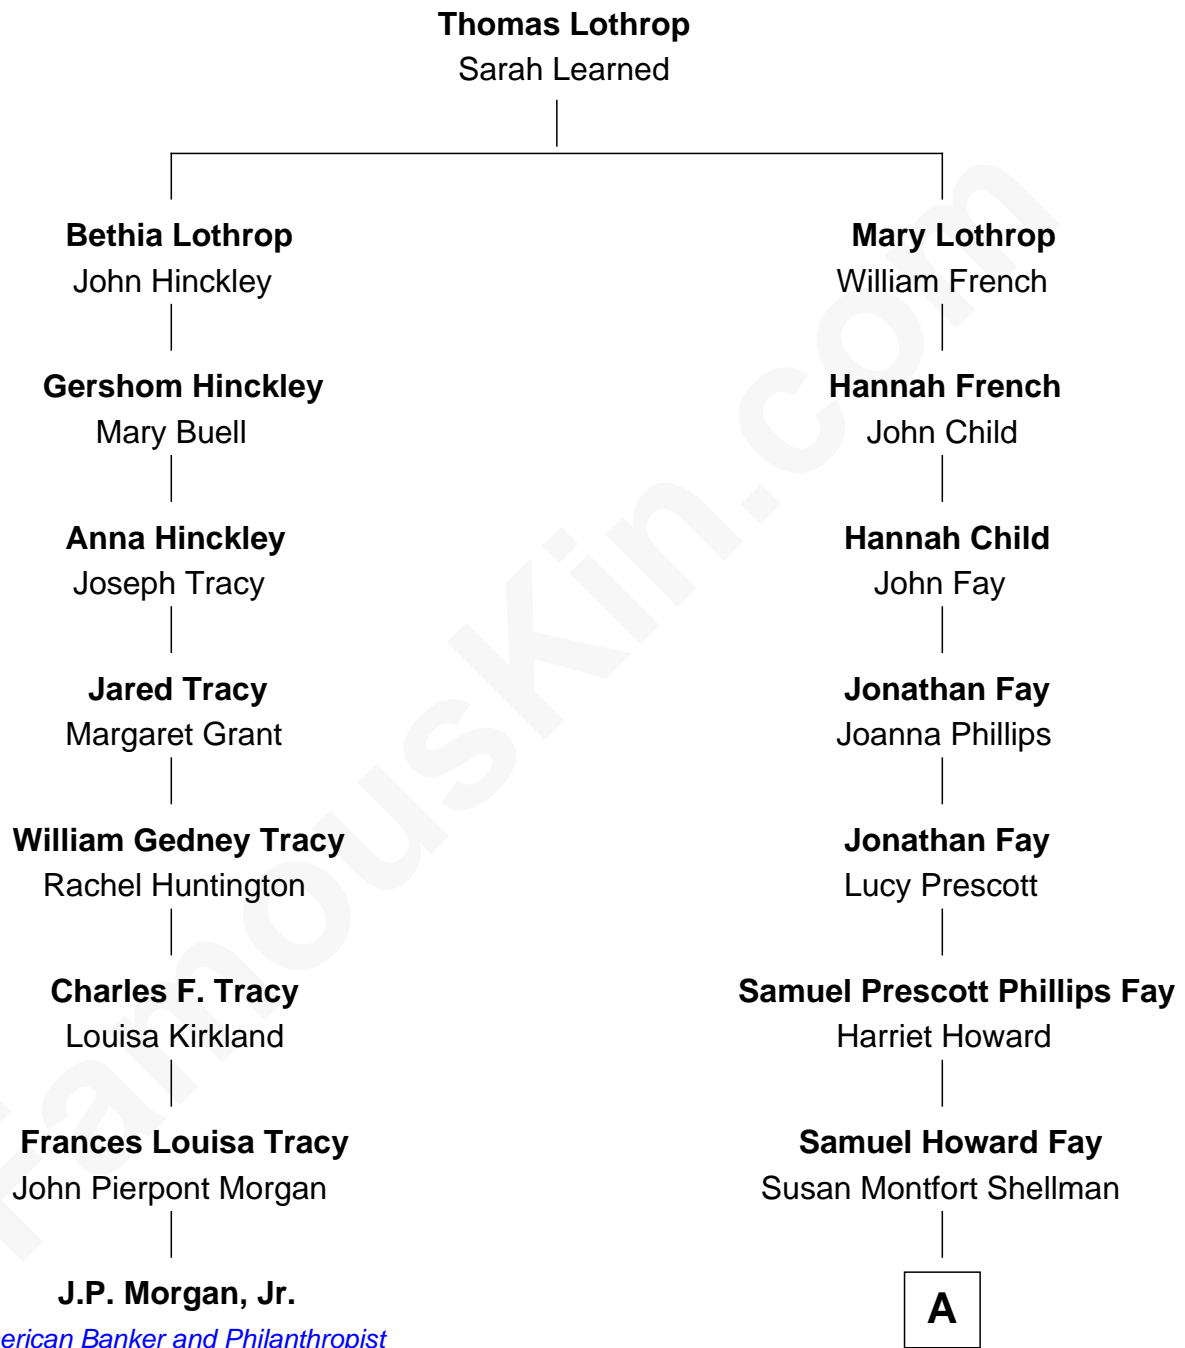 Thomas Lothrop
Sarah Learned
Bethia Lothrop
John Hinckley
Mary Lothrop
William French
Gershom Hinckley
Mary Buell
Hannah French
John Child
Anna Hinckley
Joseph Tracy
Hannah Child
John Fay
Jared Tracy
Margaret Grant
Jonathan Fay
Joanna Phillips
William Gedney Tracy
Rachel Huntington
Jonathan Fay
Lucy Prescott
Charles F. Tracy
Louisa Kirkland
Samuel Prescott Phillips Fay
Harriet Howard
Frances Louisa Tracy
John Pierpont Morgan
Samuel Howard Fay
Susan Montfort Shellman
J.P. Morgan, Jr.
erican Banker and Philanthropist
A
FamousKin.com